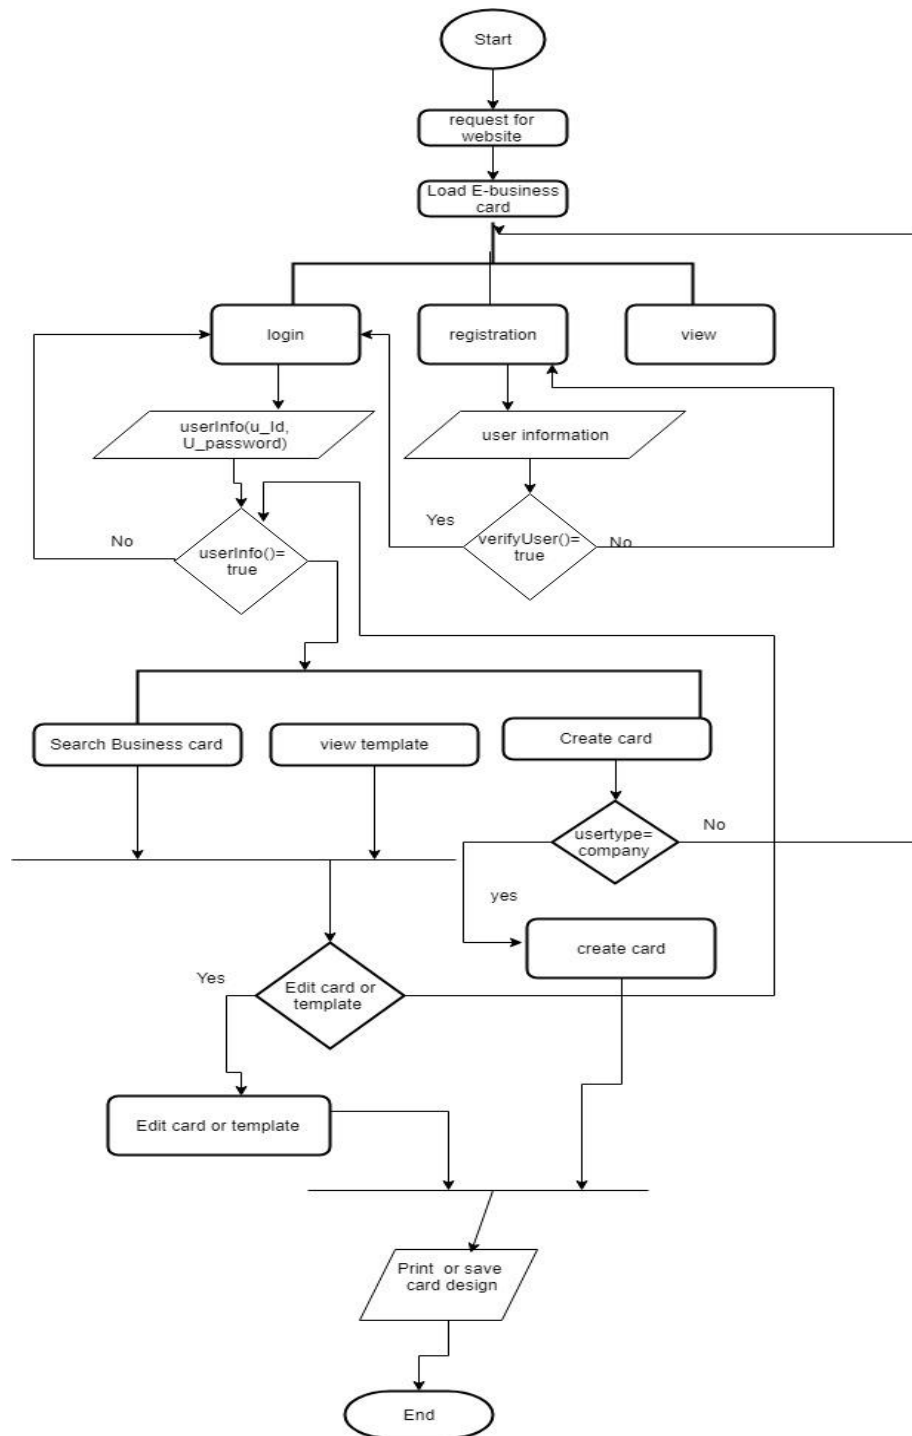 Start
request for
website
Load E-business
card
login
registration
view
userInfo(u_Id,
U_password)
user information
Yes
No
verifyUser()=
true
No
userInfo()=
true
Search Business card
view template
Create card
usertype=
company
No
yes
create card
Yes
Edit card or
template
Edit card or template
Print or save
card design
End